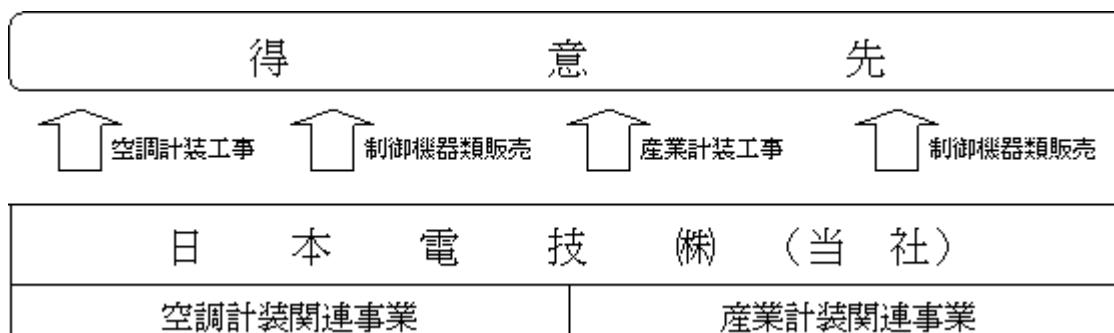 得意先
空調計装工事 制御機器類販売 産業計装工事 制御機器類販売
日本電技㈱（当社）
空調計装関連事業 産業計装関連事業